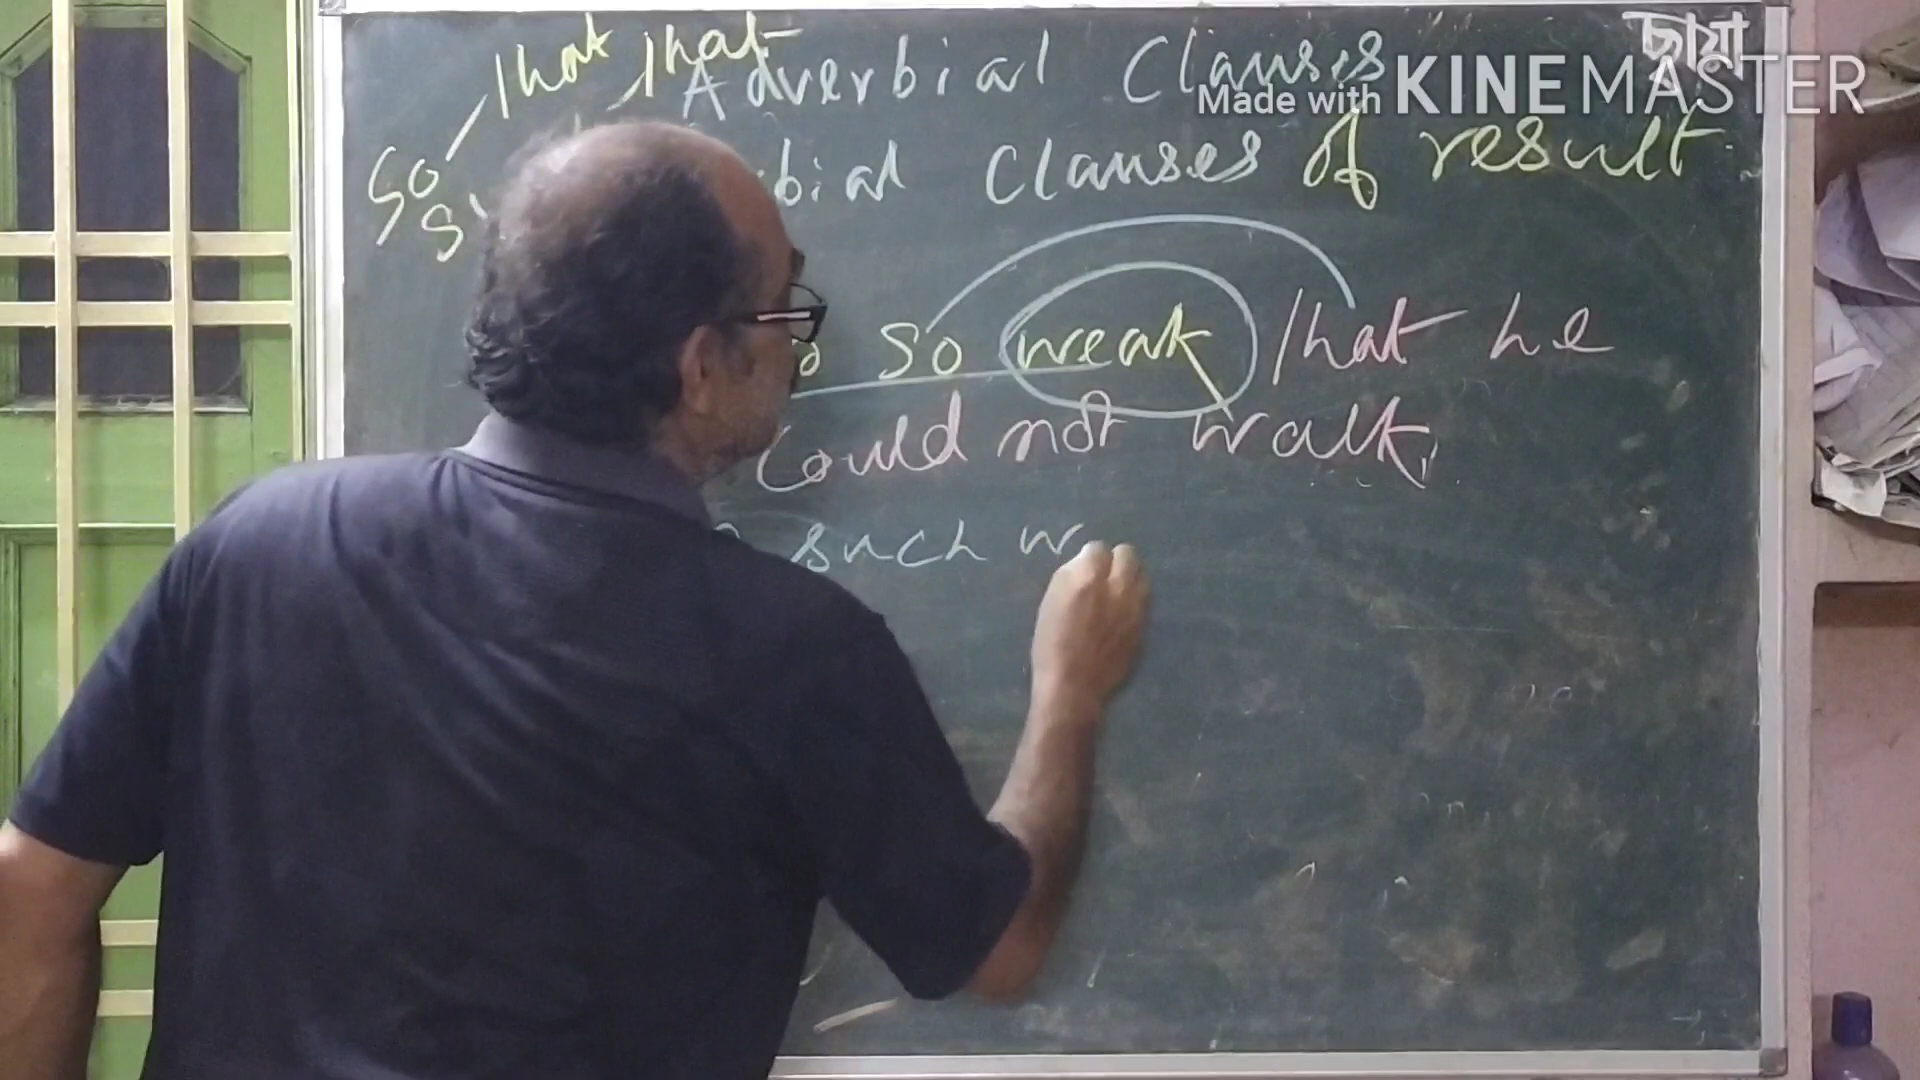 that that
Adverbial Clauses
ছায়া
Made with KINEMASTER
So
Clauses of result
so weak that he
could not walk,
such